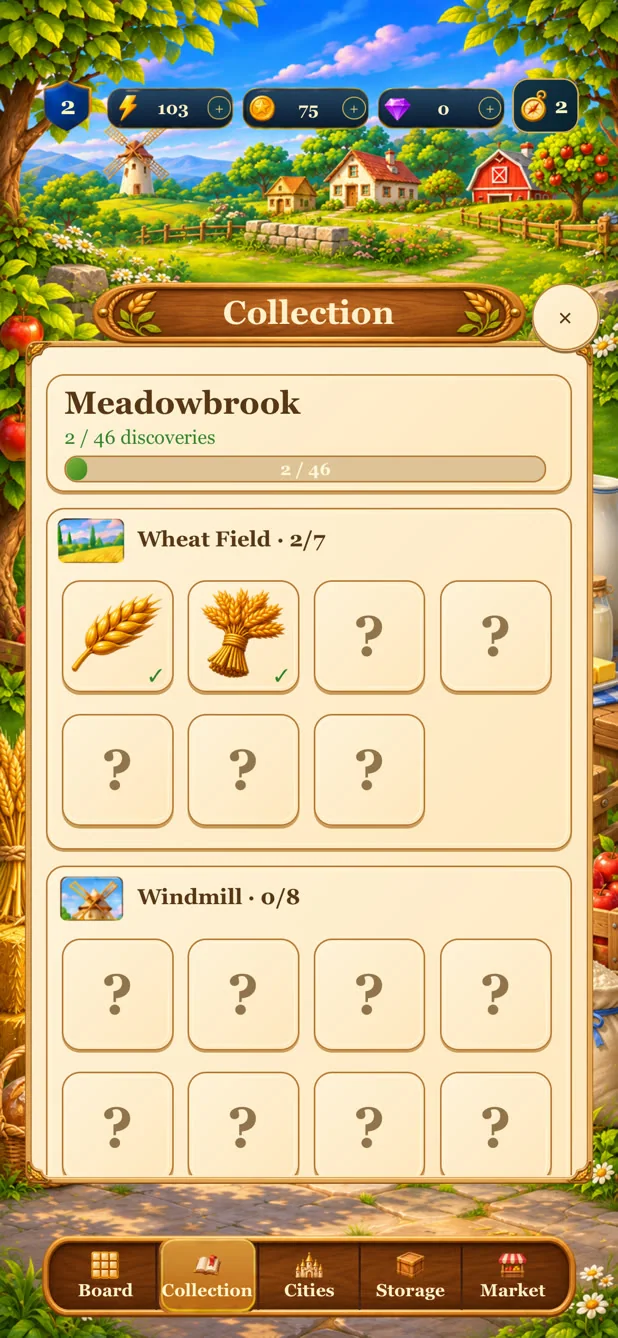 2
103 +
75 +
0 +
2
Collection
×
Meadowbrook
2 / 46 discoveries
2 / 46
Wheat Field · 2/7
✓ ✓ ? ?
? ? ?
Windmill · 0/8
? ? ? ?
? ? ? ?
Board Collection Cities Storage Market